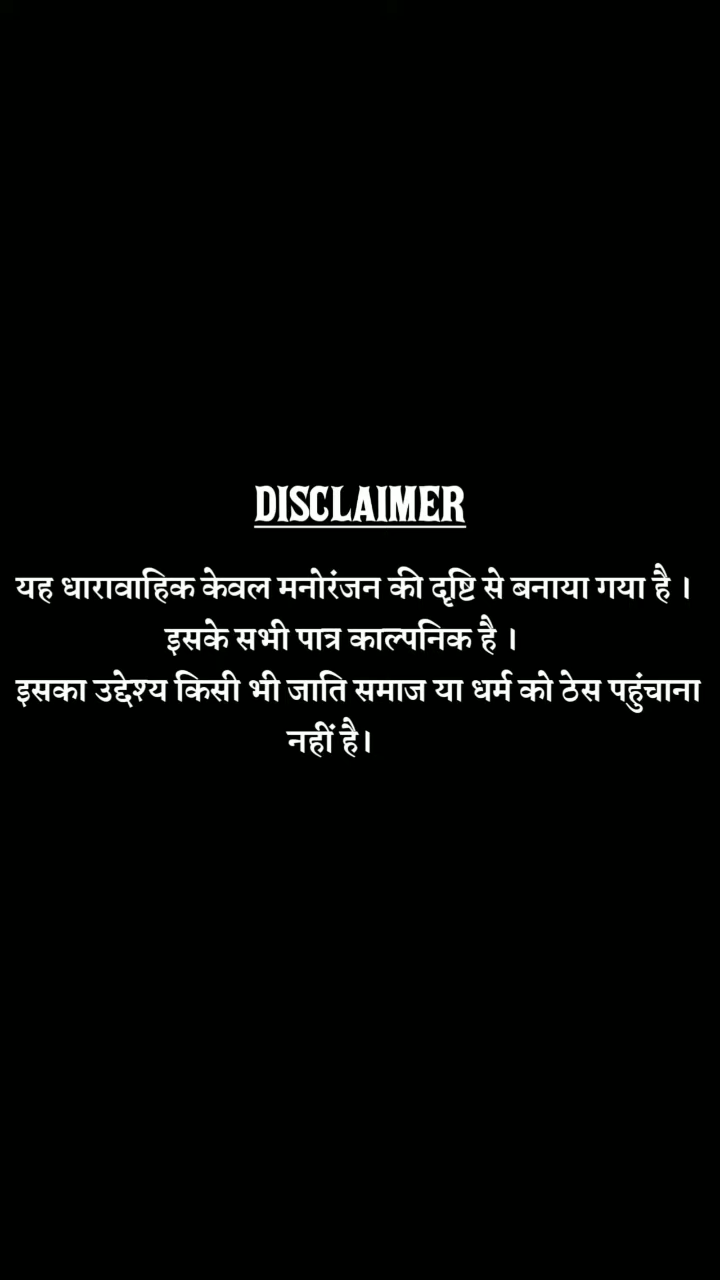 DISCLAIMER
यह धारावाहिक केवल मनोरंजन की दृष्टि से बनाया गया है ।
इसके सभी पात्र काल्पनिक है ।
इसका उद्देश्य किसी भी जाति समाज या धर्म को ठेस पहुंचाना
नहीं है।